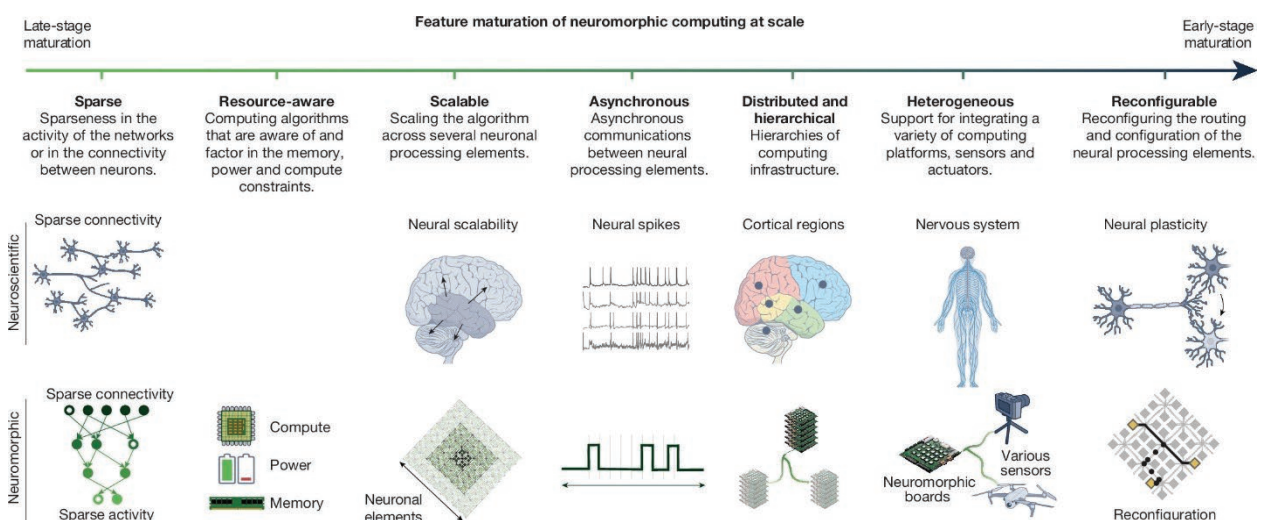 Feature maturation of neuromorphic computing at scale
Late-stage
maturation
Early-stage
maturation
Sparse
Sparseness in the
activity of the networks
or in the connectivity
between neurons.
Resource-aware
Computing algorithms
that are aware of and
factor in the memory,
power and compute
constraints.
Scalable
Scaling the algorithm
across several neuronal
processing elements.
Asynchronous
Asynchronous
communications
between neural
processing elements.
Distributed and
hierarchical
Hierarchies of
computing
infrastructure.
Heterogeneous
Support for integrating a
variety of computing
platforms, sensors and
actuators.
Reconfigurable
Reconfiguring the routing
and configuration of the
neural processing elements.
Neuroscientific
Sparse connectivity
Neural scalability
Neural spikes
Cortical regions
Nervous system
Neural plasticity
Neuromorphic
Sparse connectivity
Sparse activity
Compute
Power
Memory
Neuronal
elements
Neuromorphic
boards
Various
sensors
Reconfiguration